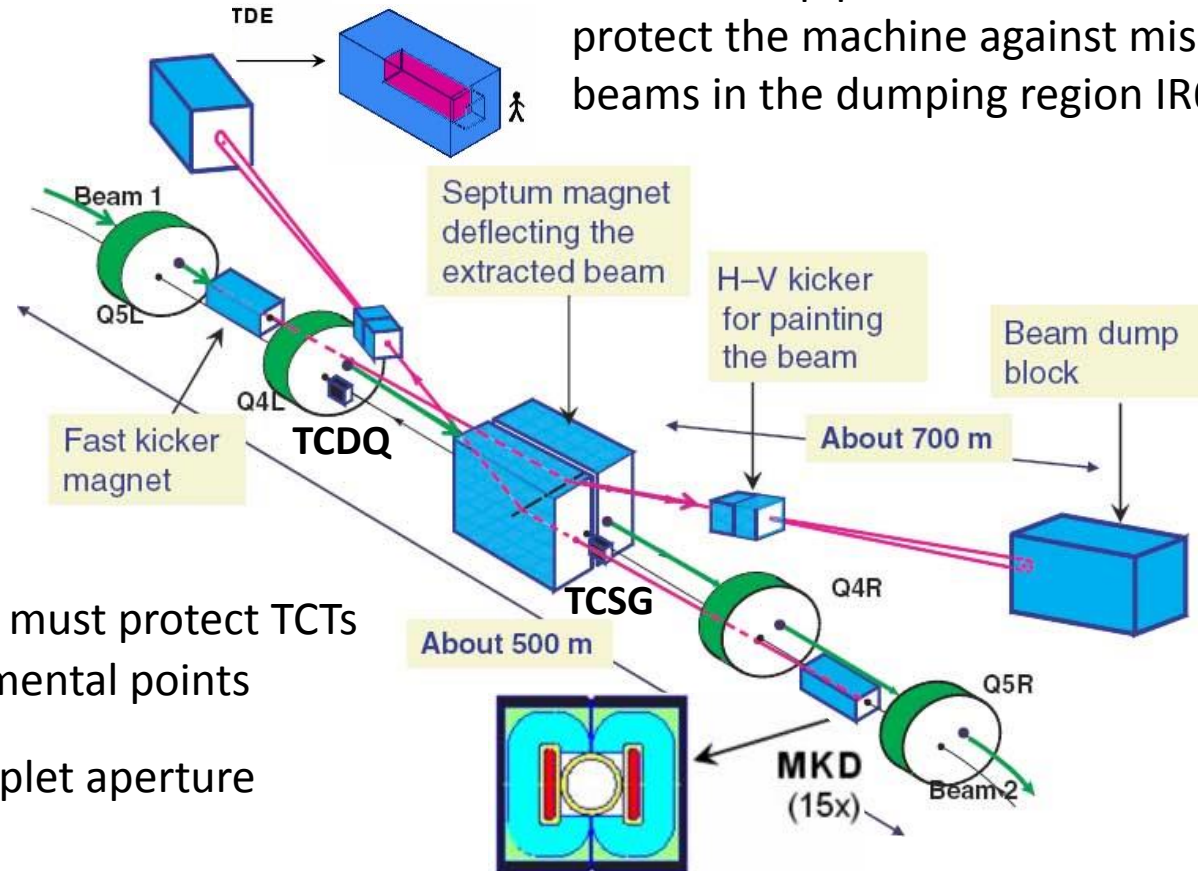 TDE
protect the machine against mis
beams in the dumping region IR
Beam 1
Septum magnet
deflecting the
extracted beam
H–V kicker
for painting
the beam
Beam dump
block
Q5L
Q4L
TCDQ
Fast kicker
magnet
About 700 m
TCSG
Q4R
must protect TCTs
mental points
About 500 m
Q5R
plet aperture
MKD
(15x)
Beam 2